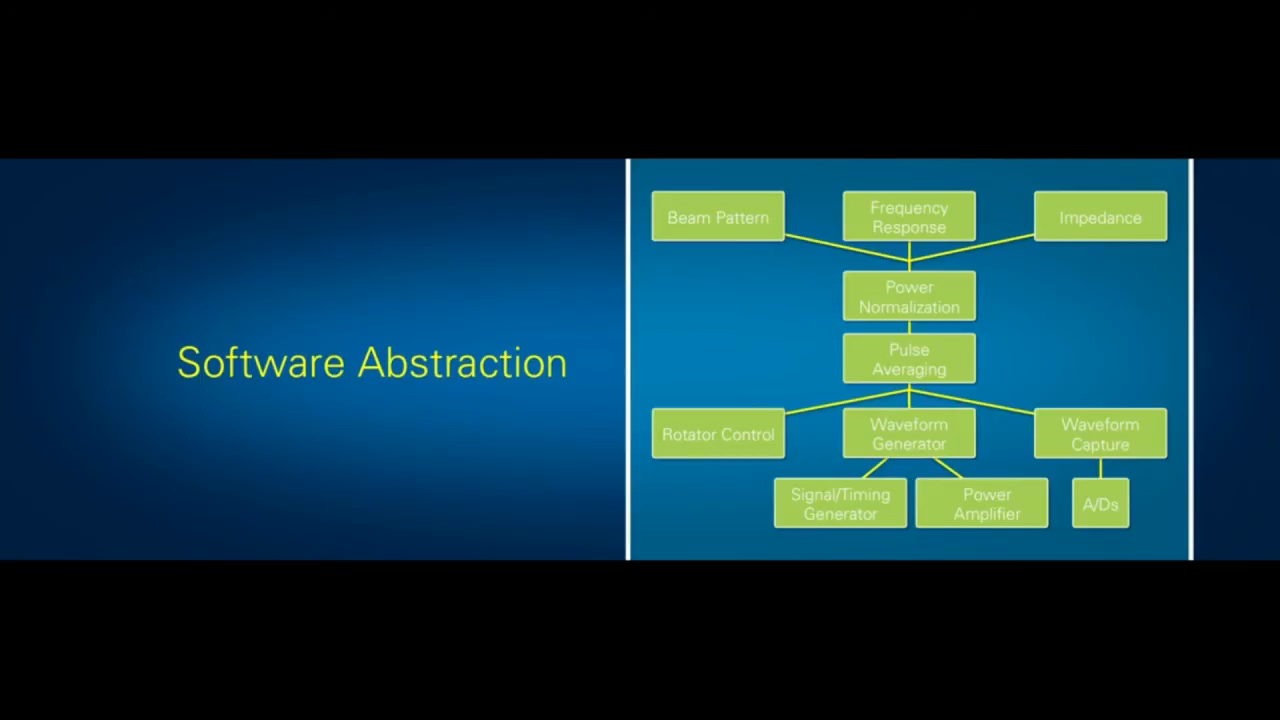 Software Abstraction
Beam Pattern
Frequency
Response
Impedance
Power
Normalization
Pulse
Averaging
Rotator Control
Waveform
Generator
Waveform
Capture
Signal/Timing
Generator
Power
Amplifier
A/Ds